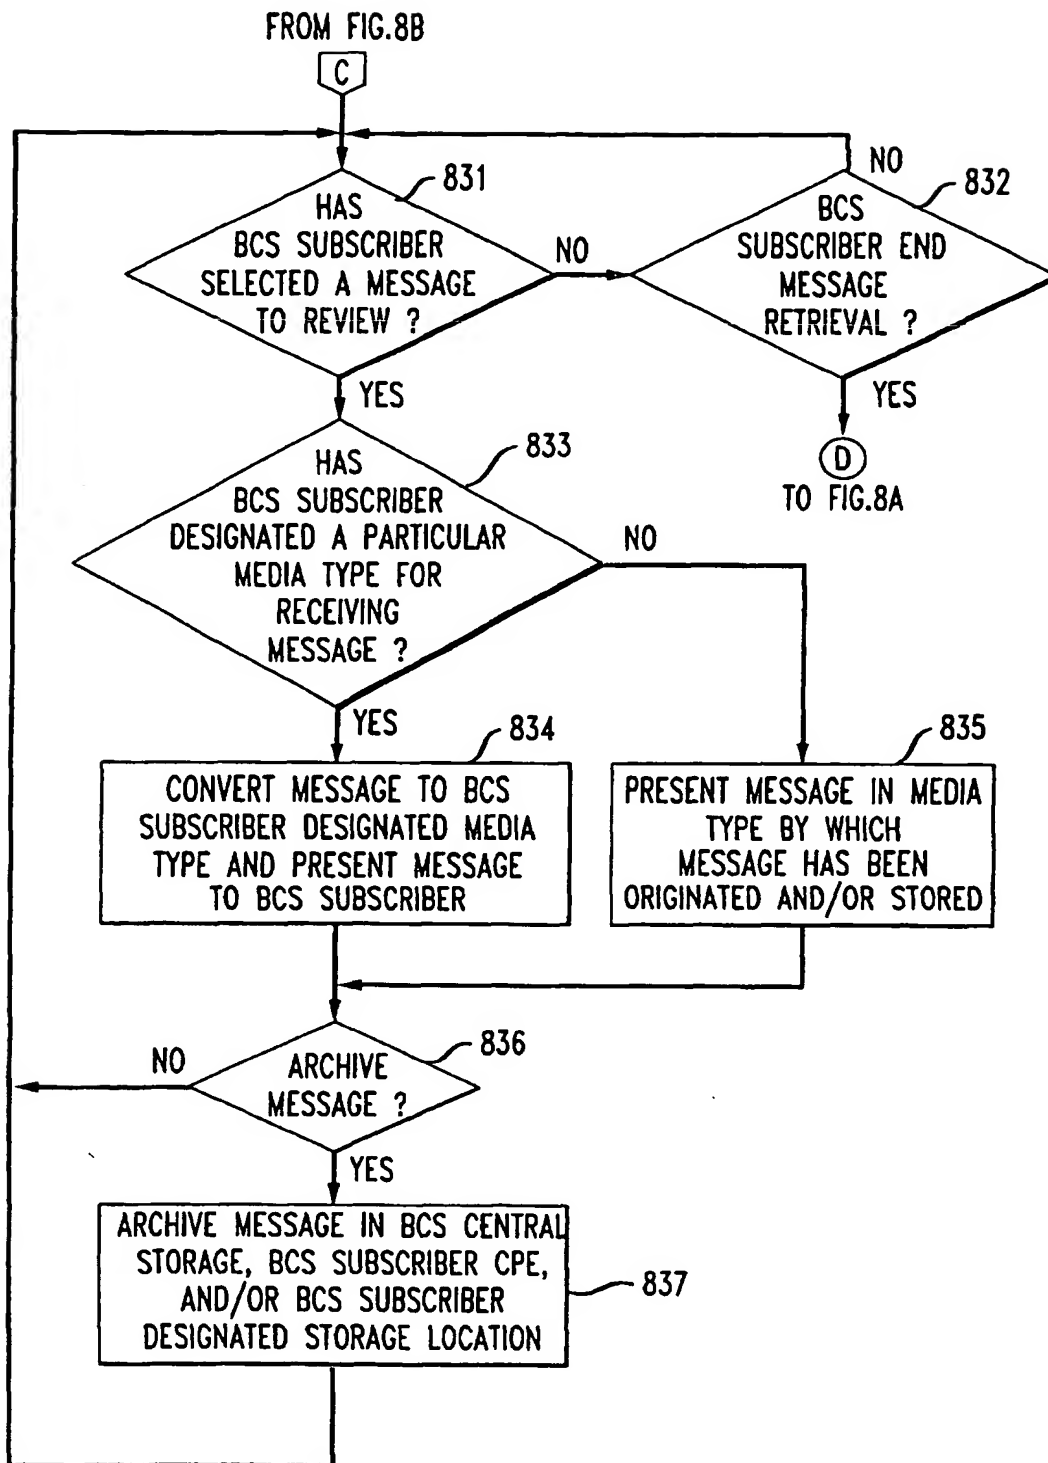 FROM FIG.8B
C
831
HAS
BCS SUBSCRIBER
SELECTED A MESSAGE
TO REVIEW ?
NO
YES
832
BCS
SUBSCRIBER END
MESSAGE
RETRIEVAL ?
NO
YES
D
TO FIG.8A
833
HAS
BCS SUBSCRIBER
DESIGNATED A PARTICULAR
MEDIA TYPE FOR
RECEIVING
MESSAGE ?
NO
YES
834
CONVERT MESSAGE TO BCS
SUBSCRIBER DESIGNATED MEDIA
TYPE AND PRESENT MESSAGE
TO BCS SUBSCRIBER
835
PRESENT MESSAGE IN MEDIA
TYPE BY WHICH
MESSAGE HAS BEEN
ORIGINATED AND/OR STORED
836
ARCHIVE
MESSAGE ?
NO
YES
ARCHIVE MESSAGE IN BCS CENTRAL
STORAGE, BCS SUBSCRIBER CPE,
AND/OR BCS SUBSCRIBER
DESIGNATED STORAGE LOCATION
837